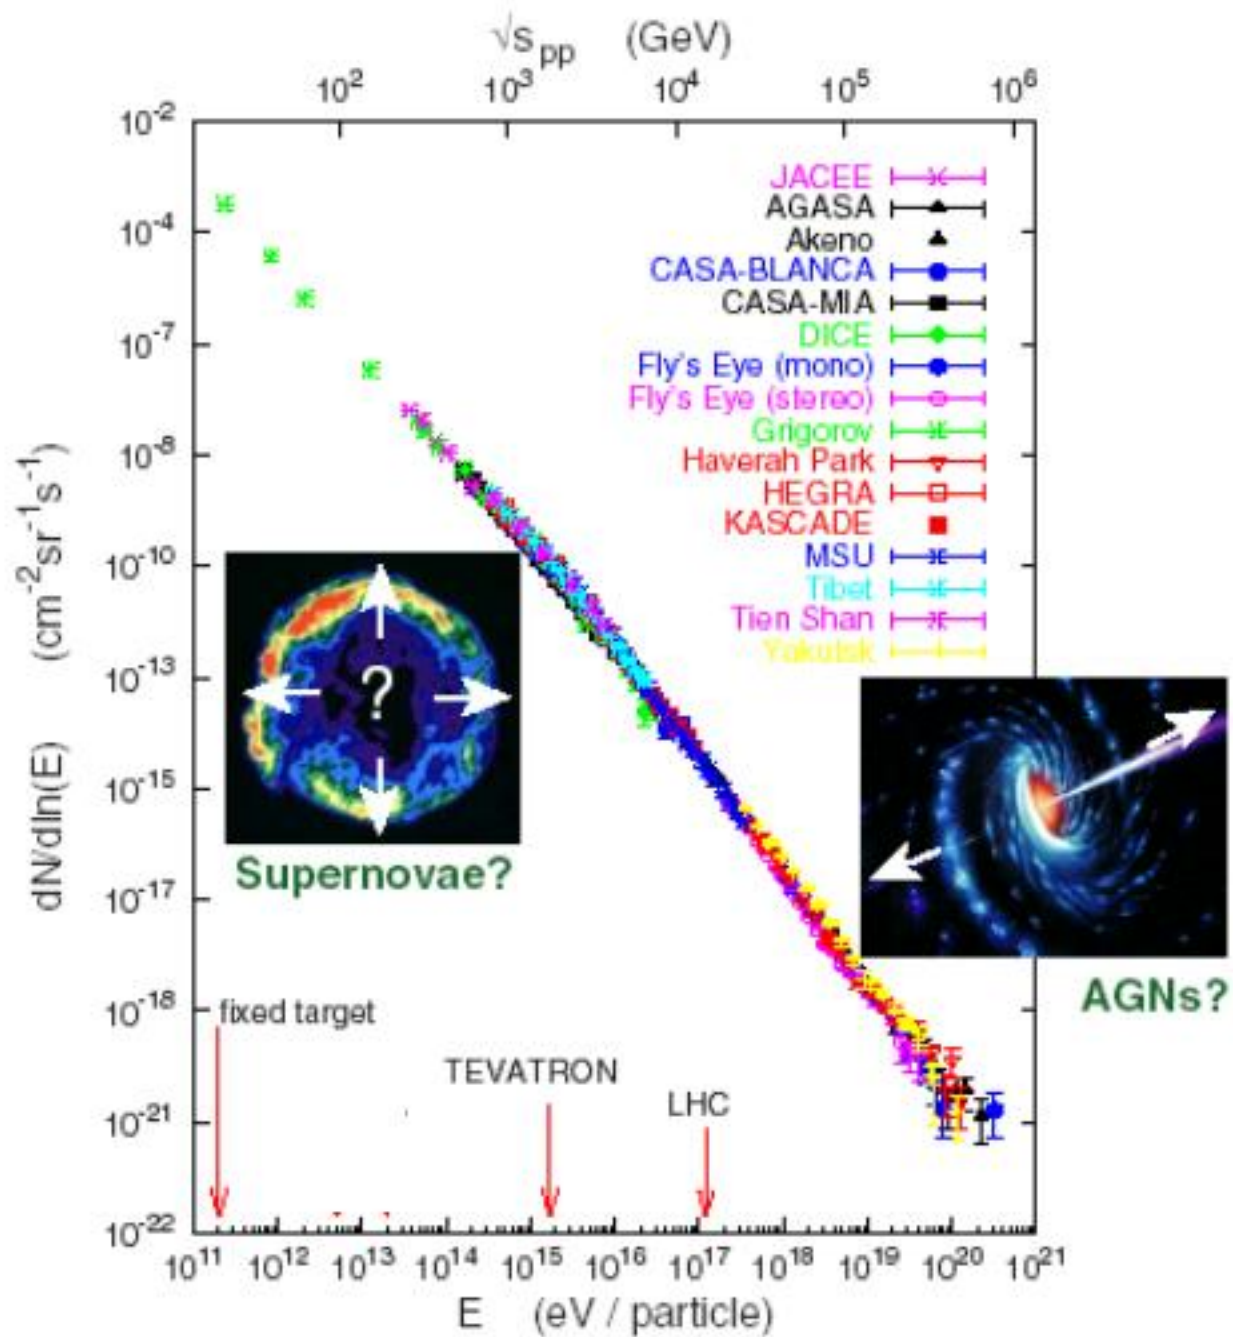 √s pp (GeV)
10² 10³ 10⁴ 10⁵ 10⁶
10⁻²
10⁻⁴
10⁻⁷
10⁻⁸
10⁻¹⁰
10⁻¹³
10⁻¹⁵
10⁻¹⁷
10⁻¹⁸
10⁻²¹
10⁻²²
dN/dln(E) (cm⁻²sr⁻¹s⁻¹)
JACEE
AGASA
Akeno
CASA-BLANCA
CASA-MIA
DICE
Fly's Eye (mono)
Fly's Eye (stereo)
Grigorov
Haverah Park
HEGRA
KASCADE
MSU
Tibet
Tien Shan
Yakutsk
?
Supernovae?
AGNs?
fixed target
TEVATRON
LHC
10¹¹ 10¹² 10¹³ 10¹⁴ 10¹⁵ 10¹⁶ 10¹⁷ 10¹⁸ 10¹⁹ 10²⁰ 10²¹
E (eV / particle)